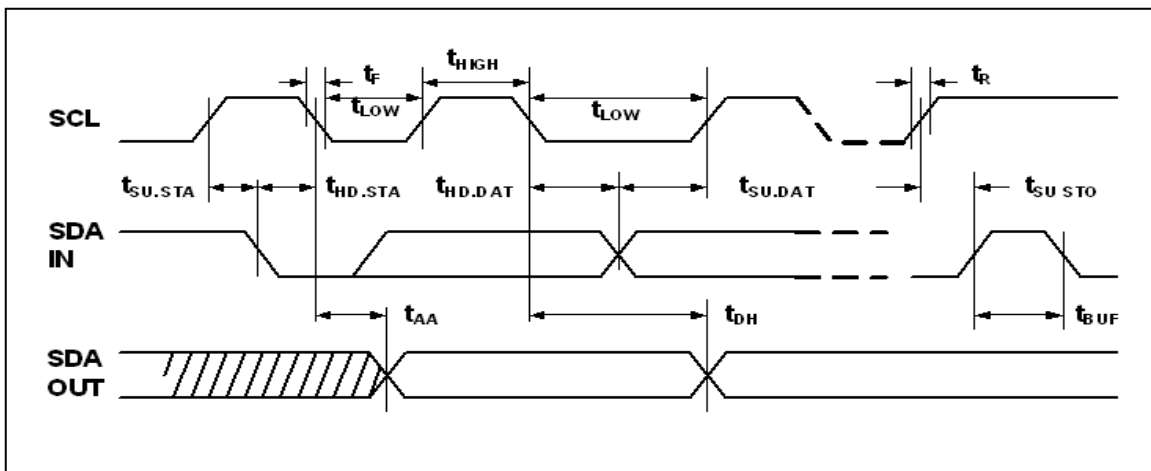 tF
tHIGH
tR
SCL
tLOW
tLOW
tSU.STA
tHD.STA
tHD.DAT
tSU.DAT
tSU STO
SDA
IN
tAA
tDH
tBUF
SDA
OUT